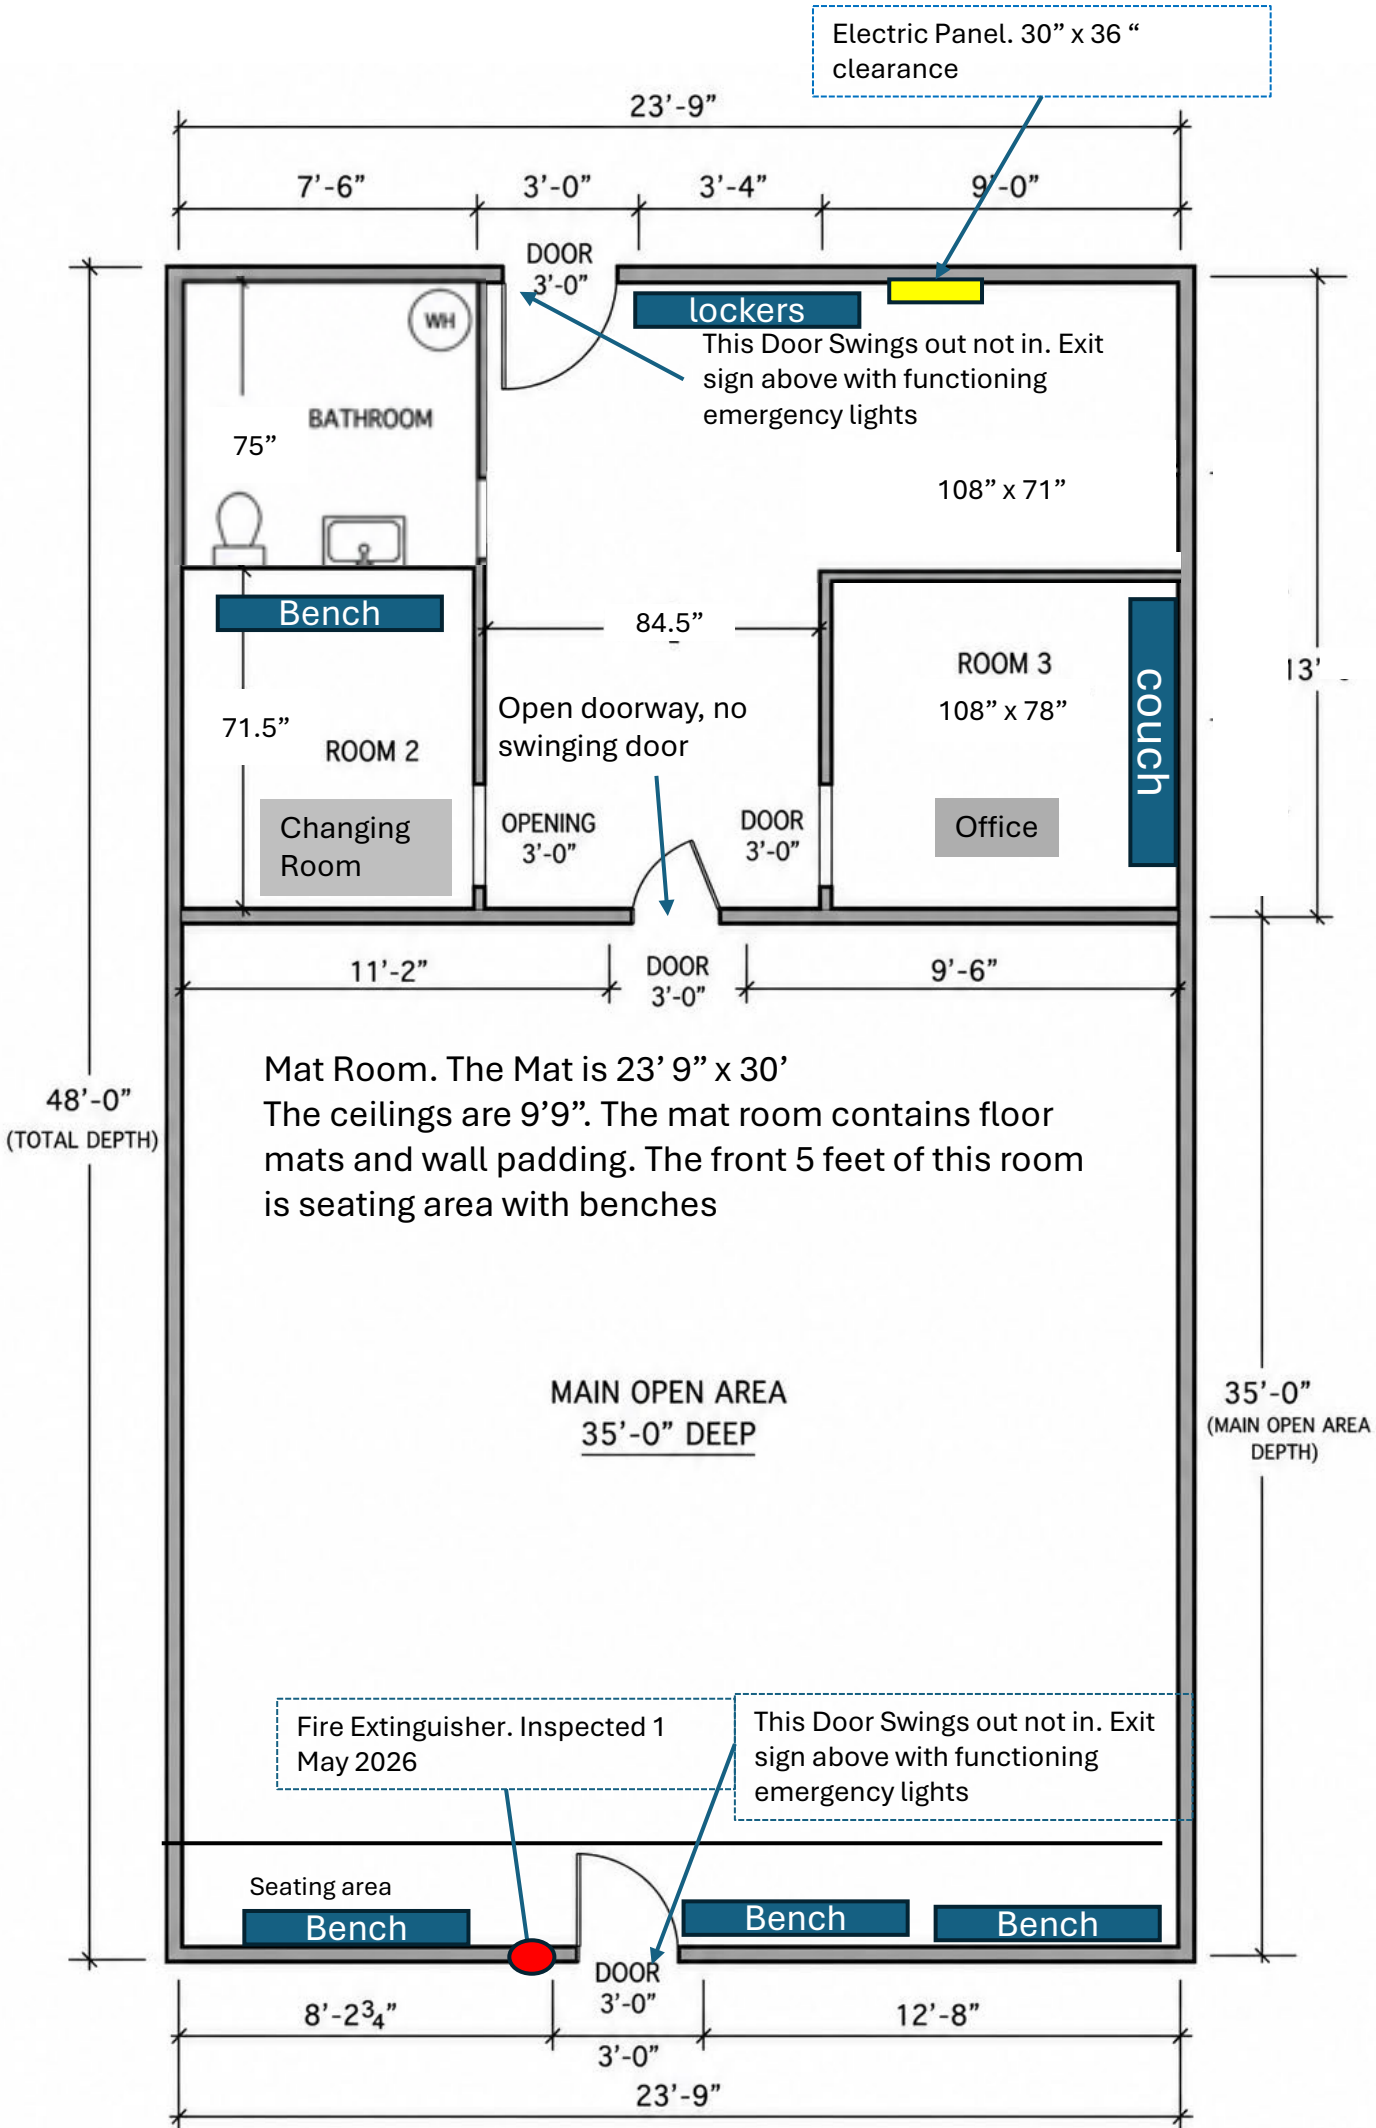 Electric Panel. 30” x 36 “
clearance
23’-9”
7’-6”
3’-0”
3’-4”
9’-0”
DOOR
3’-0”
WH
lockers
This Door Swings out not in. Exit
sign above with functioning
emergency lights
BATHROOM
75”
108” x 71”
Bench
84.5”
ROOM 3
108” x 78”
couch
13’
71.5”
ROOM 2
Open doorway, no
swinging door
Changing
Room
OPENING
3’-0”
DOOR
3’-0”
Office
11’-2”
DOOR
3’-0”
9’-6”
Mat Room. The Mat is 23’ 9” x 30’
The ceilings are 9’9”. The mat room contains floor
mats and wall padding. The front 5 feet of this room
is seating area with benches
48’-0”
(TOTAL DEPTH)
MAIN OPEN AREA
35’-0” DEEP
35’-0”
(MAIN OPEN AREA
DEPTH)
Fire Extinguisher. Inspected 1
May 2026
This Door Swings out not in. Exit
sign above with functioning
emergency lights
Seating area
Bench
Bench
Bench
DOOR
3’-0”
8’-2¾”
3’-0”
12’-8”
23’-9”